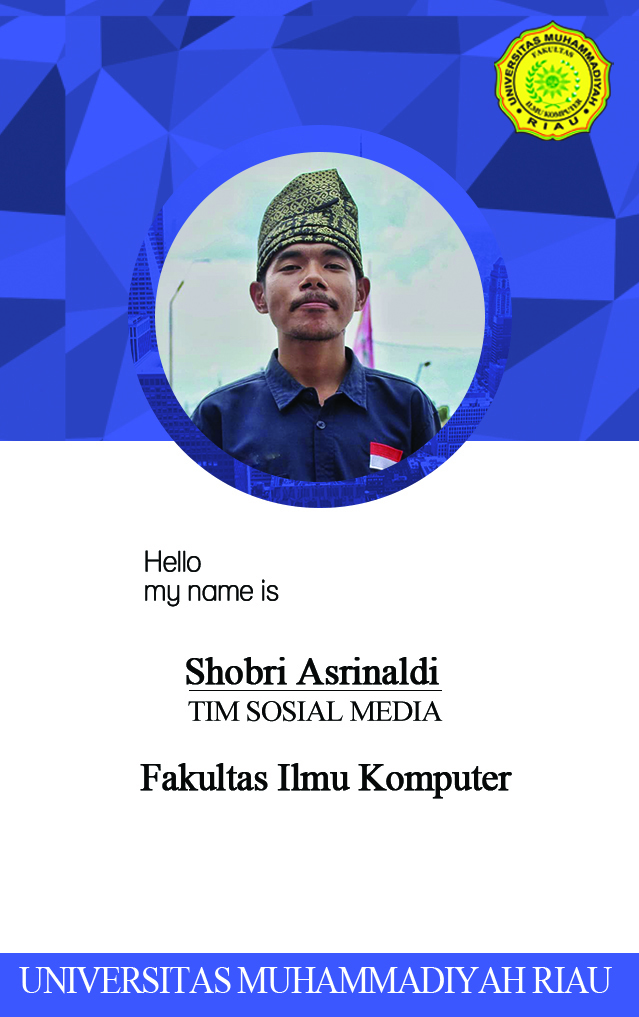 UNIVERSITAS MUHAMMADIYAH
FAKULTAS
ILMU KOMPUTER
RIAU
Hello
my name is
Shobri Asrinaldi
TIM SOSIAL MEDIA
Fakultas Ilmu Komputer
UNIVERSITAS MUHAMMADIYAH RIAU